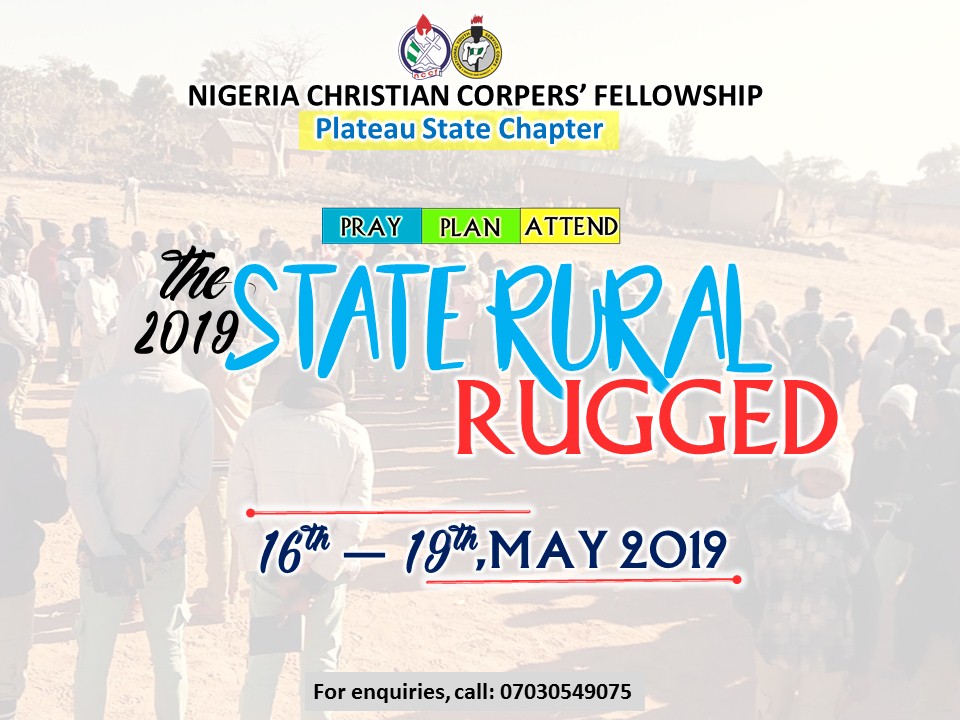 NIGERIA CHRISTIAN CORPERS’ FELLOWSHIP
Plateau State Chapter
PRAY PLAN ATTEND
the
2019
STATE RURAL
RUGGED
16th – 19th, MAY 2019
For enquiries, call: 07030549075